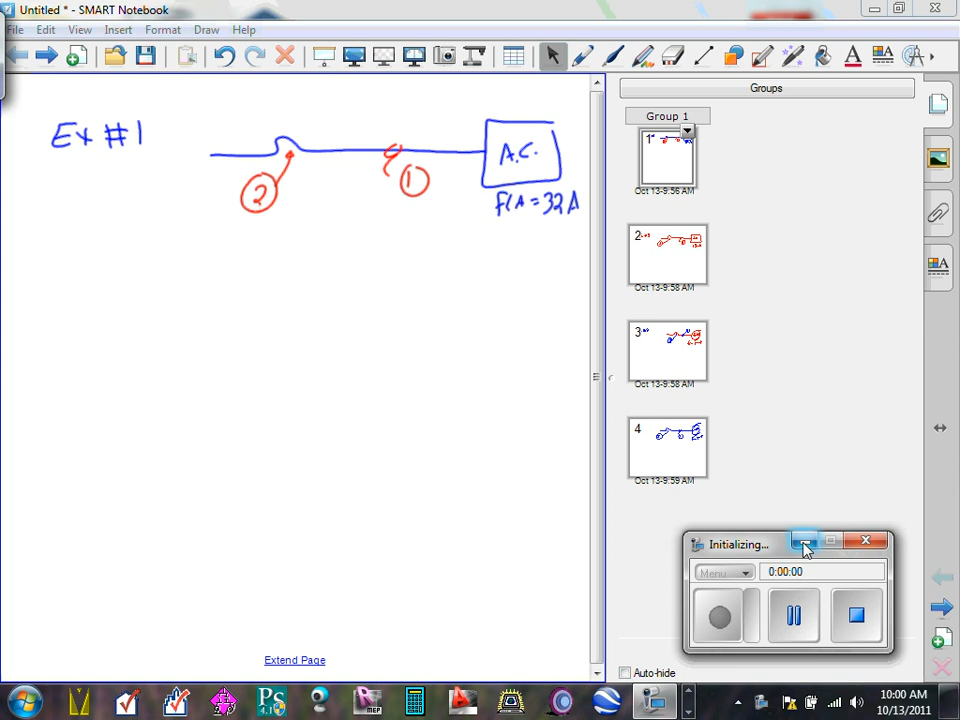 Untitled * - SMART Notebook
File Edit View Insert Format Draw Help
Groups
Group 1
Ex #1
A.C.
FLA = 32A
2
1
1
Oct 13-9:56 AM
2
Oct 13-9:58 AM
3
Oct 13-9:58 AM
4
Oct 13-9:59 AM
Initializing...
Menu
0:00:00
Extend Page
Auto-hide
10:00 AM
10/13/2011